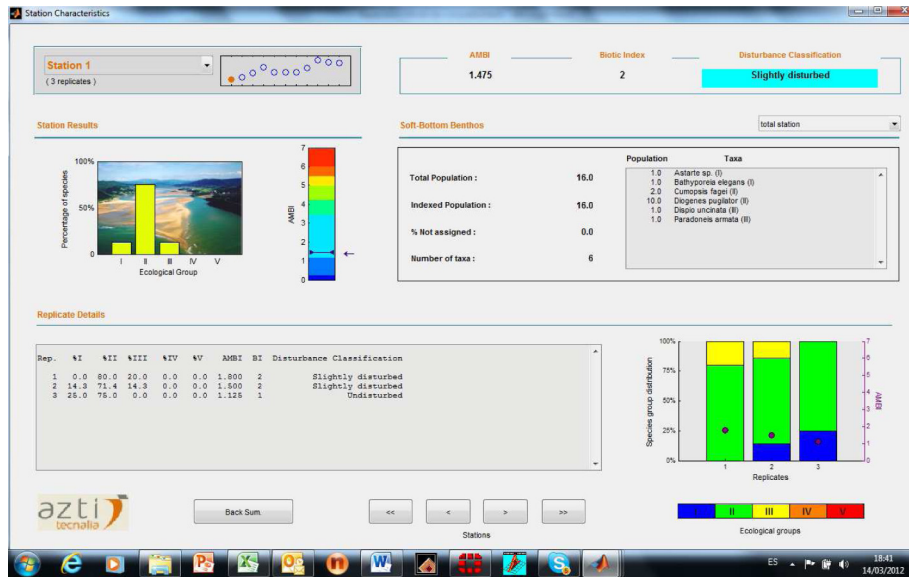 Station Characteristics
Station 1
( 3 replicates )
AMBI Biotic Index Disturbance Classification
1.475 2 Slightly disturbed
Station Results
100%
50%
0
Percentage of species
I II III IV V
Ecological Group
7
6
5
4
3
2
1
0
AMBI
←
Soft-Bottom Benthos
total station
Total Population : 16.0
Indexed Population : 16.0
% Not assigned : 0.0
Number of taxa : 6
Population Taxa
1.0 Astarte sp. (I)
1.0 Bathyporeia elegans (I)
2.0 Cumopsis fagei (II)
10.0 Diogenes pugilator (II)
1.0 Dispio uncinata (III)
1.0 Paradoneis armata (III)
Replicate Details
Rep. %I %II %III %IV %V AMBI BI Disturbance Classification
1 0.0 80.0 20.0 0.0 0.0 1.800 2 Slightly disturbed
2 14.3 71.4 14.3 0.0 0.0 1.500 2 Slightly disturbed
3 25.0 75.0 0.0 0.0 0.0 1.125 1 Undisturbed
100%
75%
50%
25%
0%
Species group distribution
7
6
5
4
3
2
1
0
AMBI
1 2 3
Replicates
azti
tecnalia
Back Sum.
<< < > >>
Stations
I II III IV V
Ecological groups
ES
18:41
14/03/2012